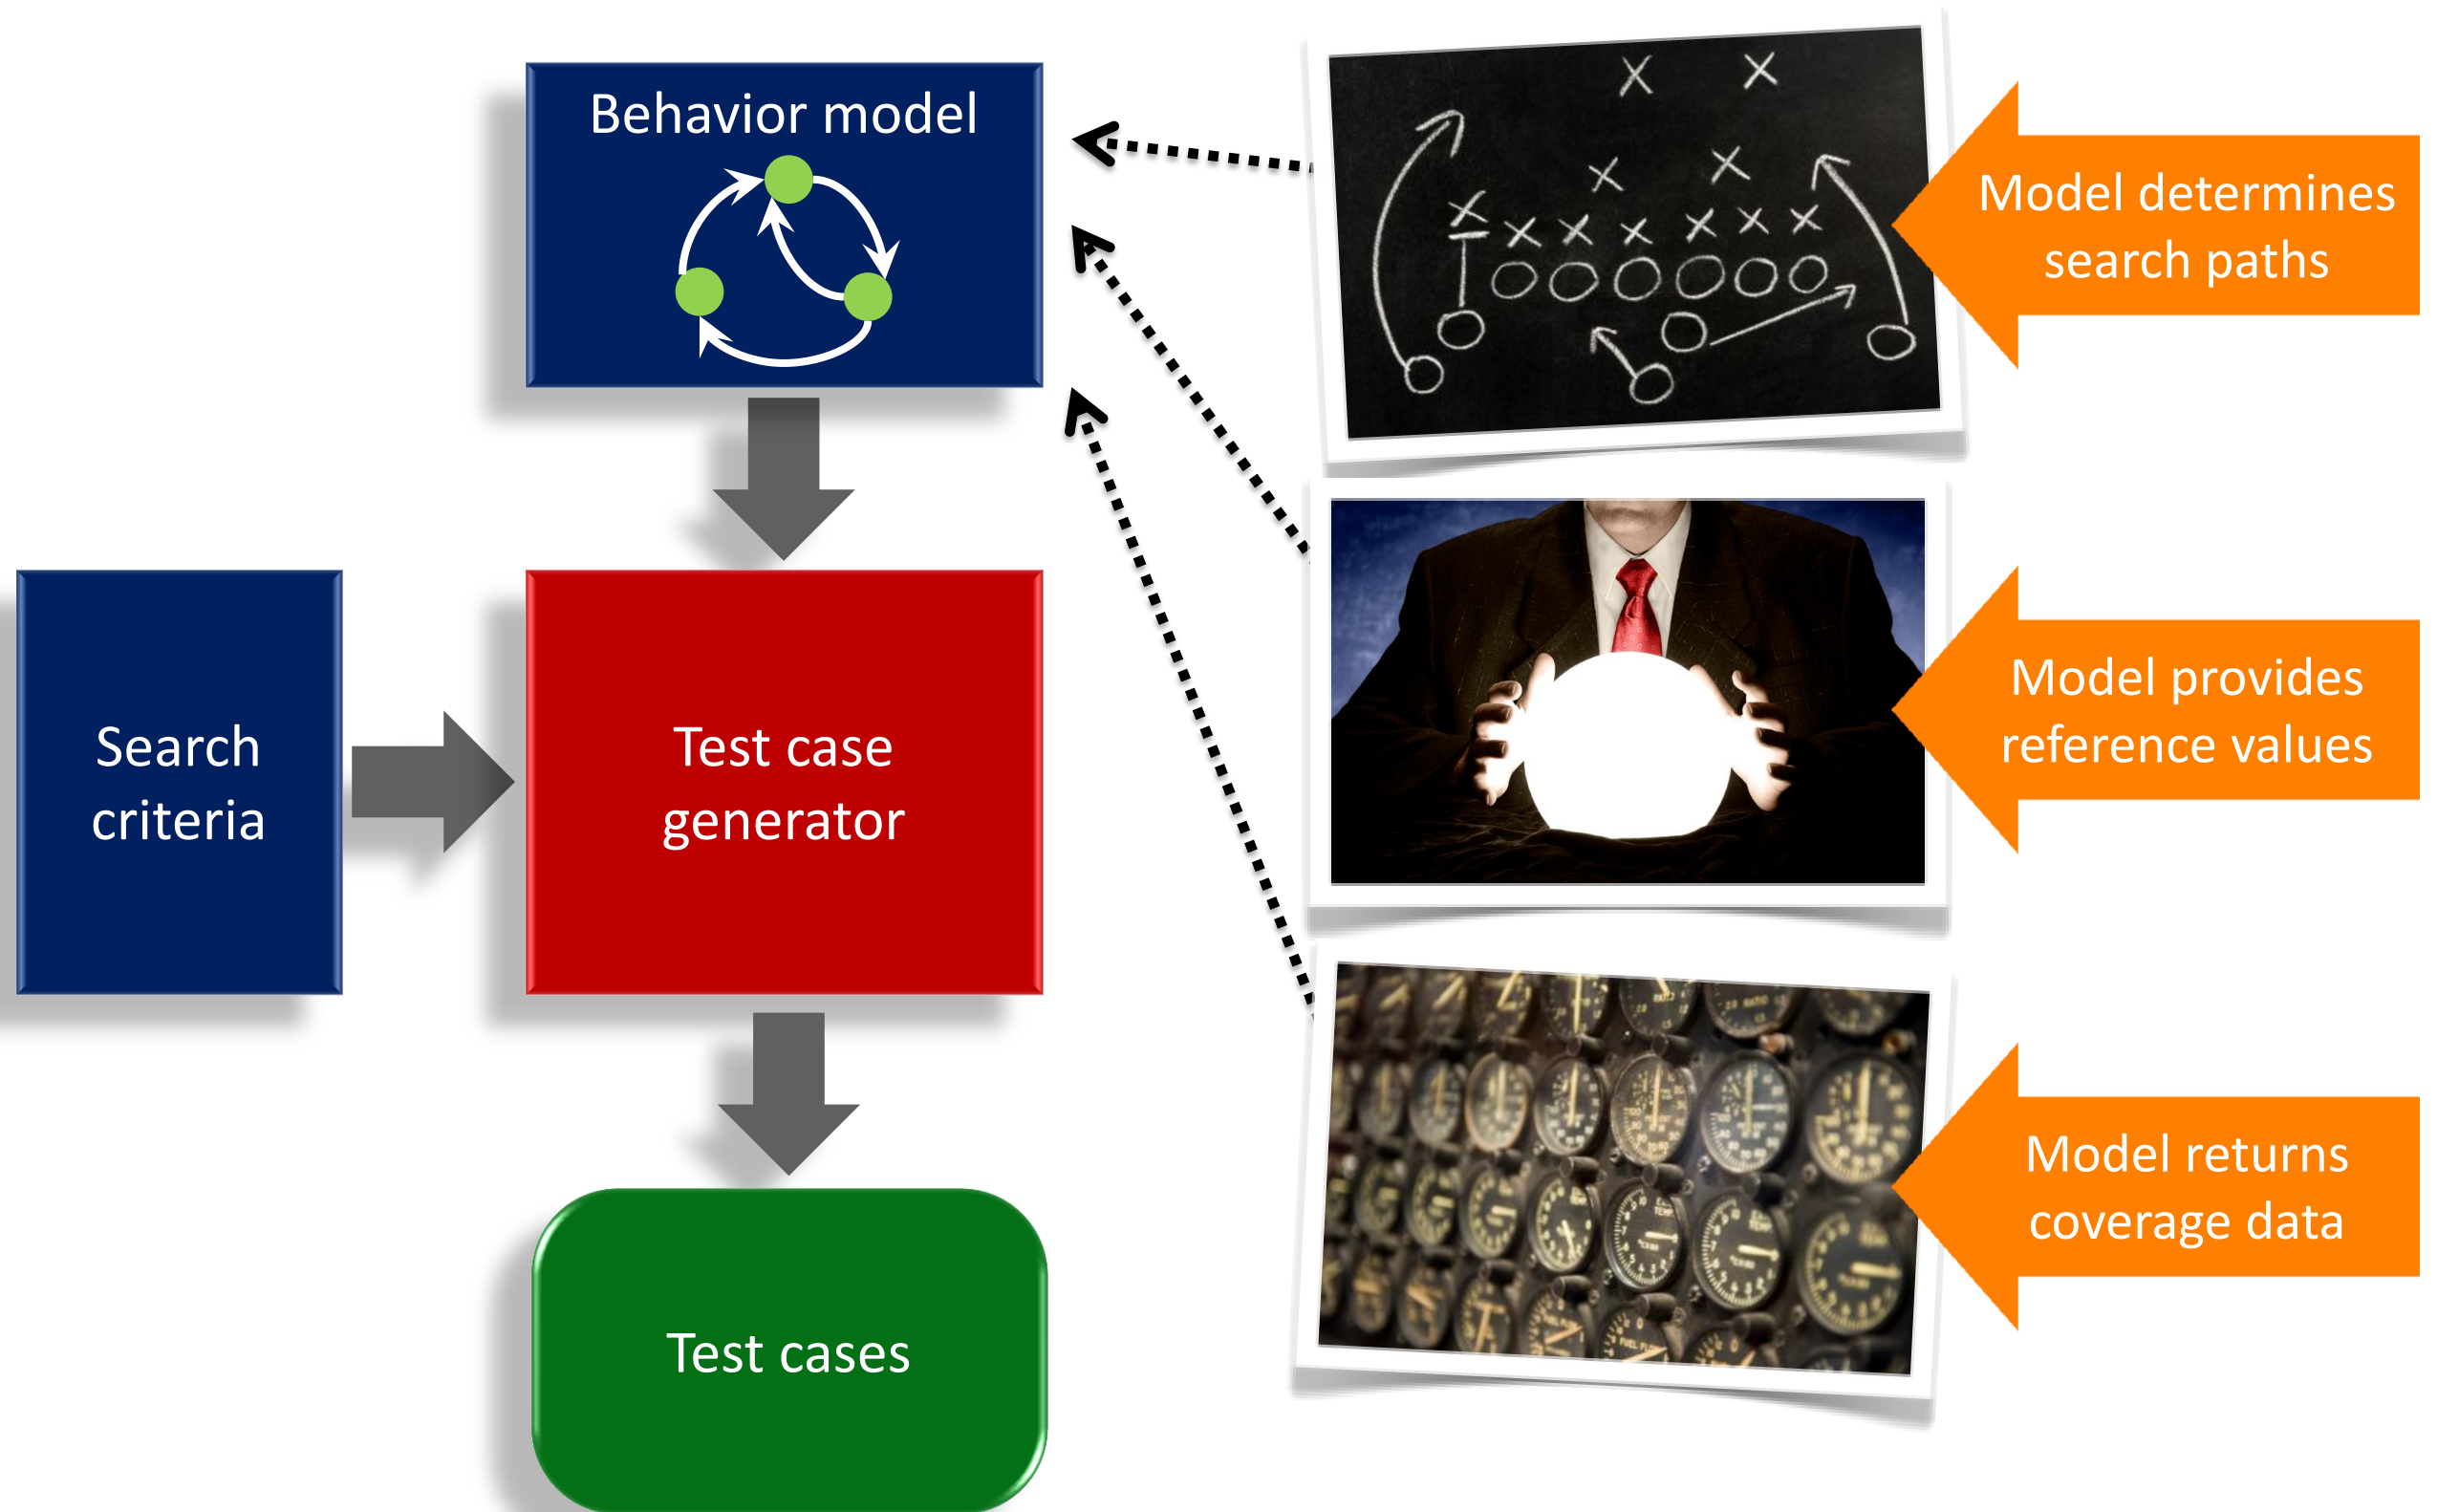 Behavior model
Model determines
search paths
Search
criteria
Test case
generator
Model provides
reference values
Model returns
coverage data
Test cases